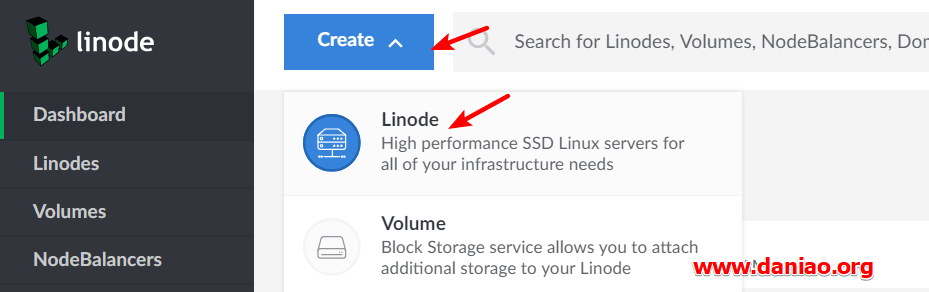 linode
Create
Search for Linodes, Volumes, NodeBalancers, Dor
Dashboard
Linodes
Volumes
NodeBalancers
Linode
High performance SSD Linux servers for
all of your infrastructure needs
Volume
Block Storage service allows you to attach
additional storage to your Linode
www.daniao.org